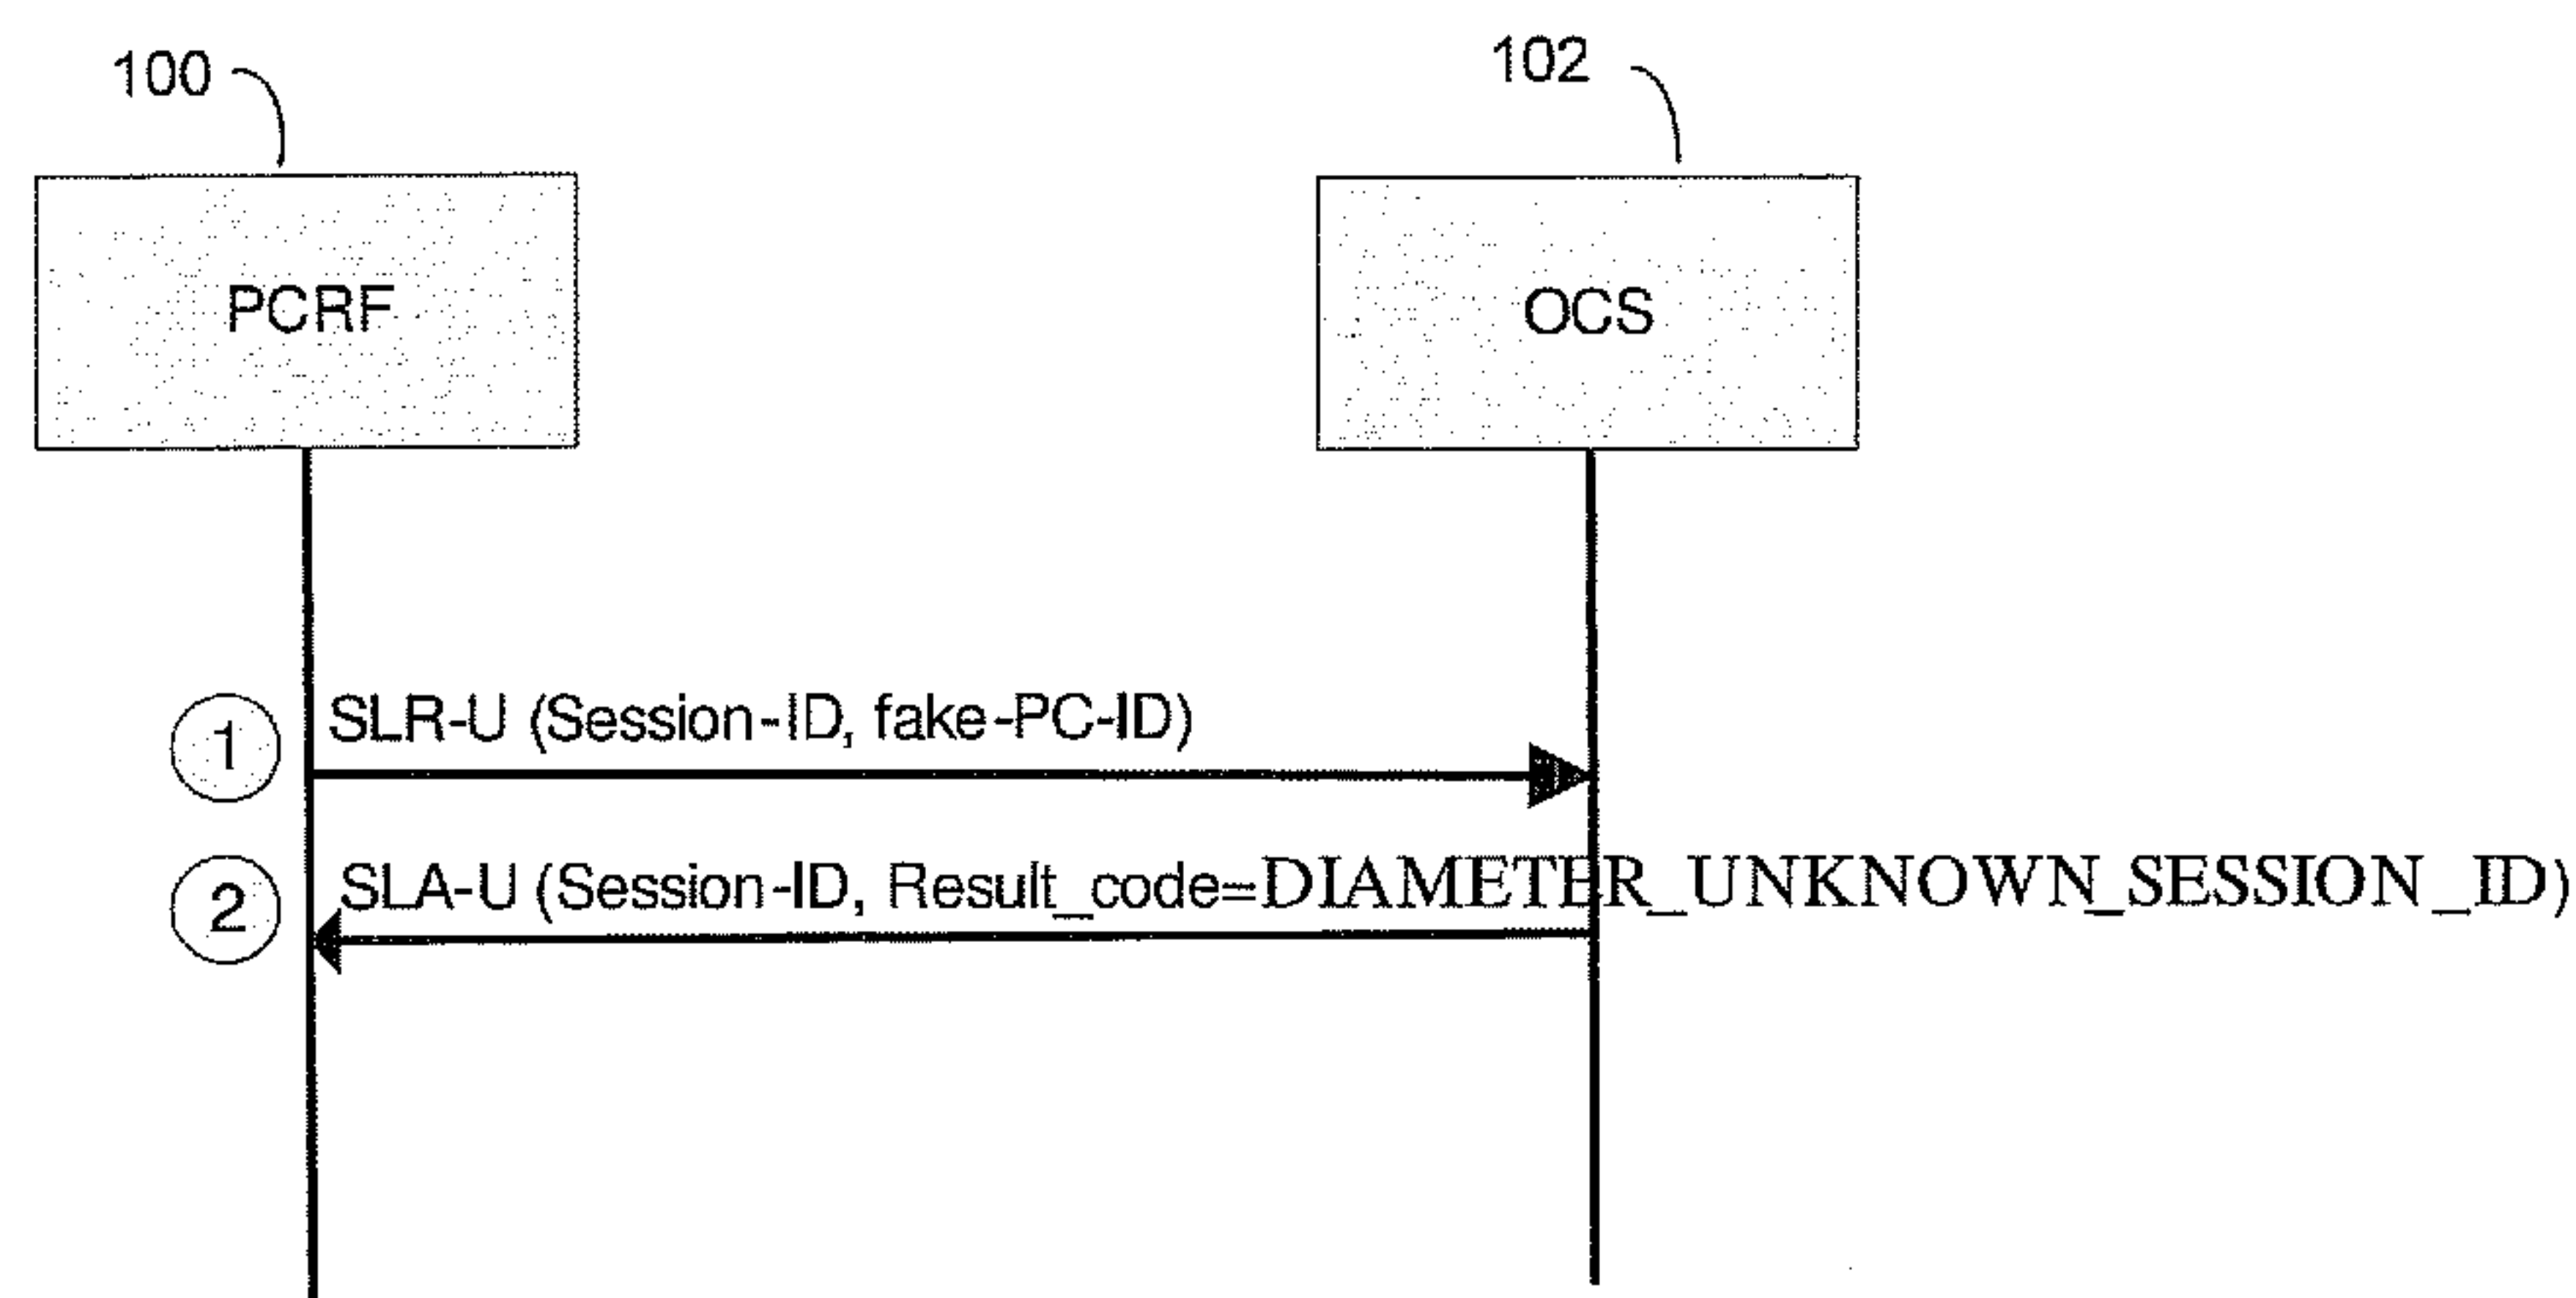 100
102
PCRF
OCS
1
SLR-U (Session-ID, fake-PC-ID)
2
SLA-U (Session-ID, Result_code=DIAMETER_UNKNOWN_SESSION_ID)